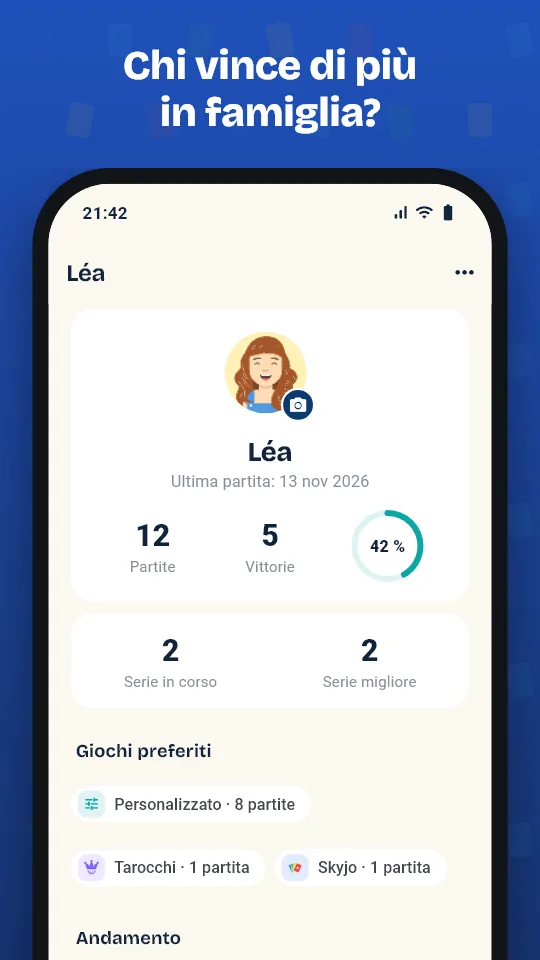 Chi vince di più
in famiglia?
21:42
Léa
Léa
Ultima partita: 13 nov 2026
12 5 42 %
Partite Vittorie
2 2
Serie in corso Serie migliore
Giochi preferiti
Personalizzato · 8 partite
Tarocchi · 1 partita Skyjo · 1 partita
Andamento